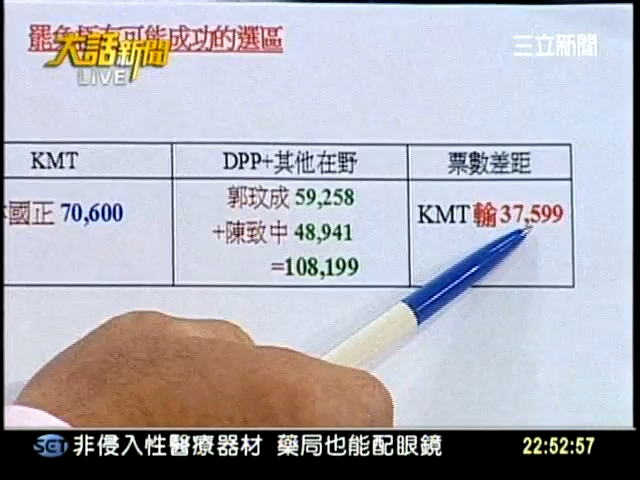 罷免極有可能成功的選區
大話新聞
LIVE
三立新聞
KMT
DPP+其他在野
票數差距
國正 70,600
郭玟成 59,258
+陳致中 48,941
=108,199
KMT 輸 37,599
SET 非侵入性醫療器材 藥局也能配眼鏡
22:52:57